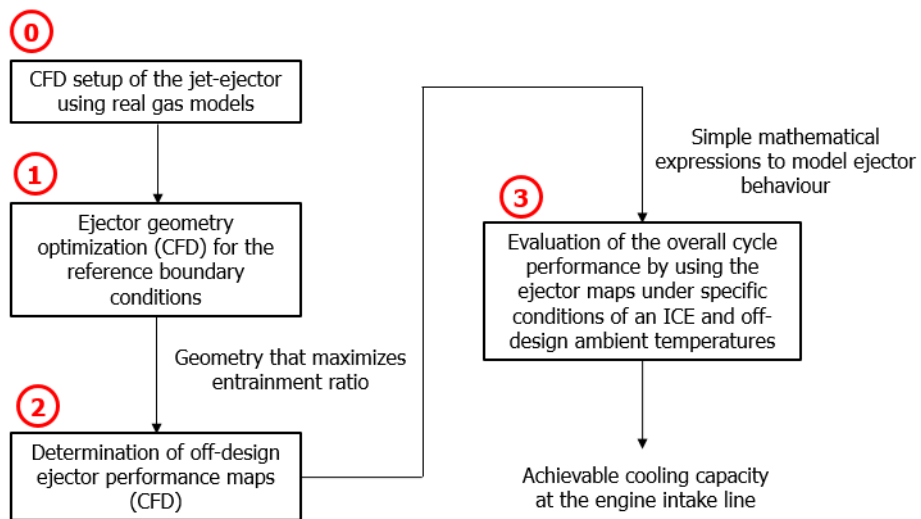 0
CFD setup of the jet-ejector
using real gas models
1
Ejector geometry
optimization (CFD) for the
reference boundary
conditions
Geometry that maximizes
entrainment ratio
2
Determination of off-design
ejector performance maps
(CFD)
Simple mathematical
expressions to model ejector
behaviour
3
Evaluation of the overall cycle
performance by using the
ejector maps under specific
conditions of an ICE and off-
design ambient temperatures
Achievable cooling capacity
at the engine intake line